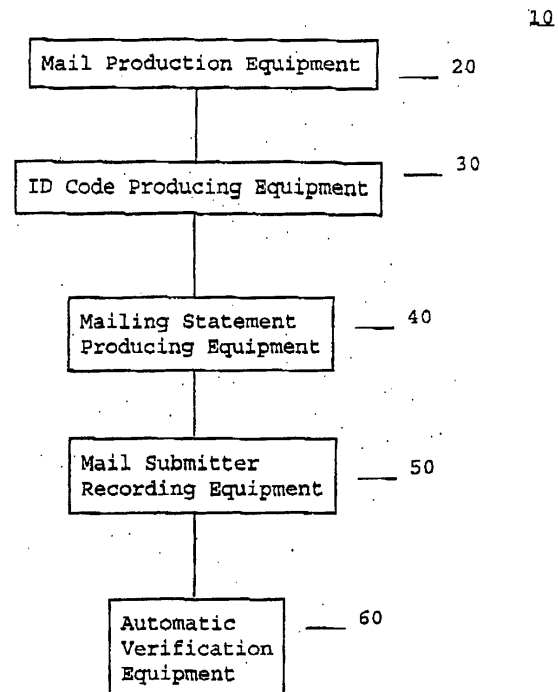 10
Mail Production Equipment
20
ID Code Producing Equipment
30
Mailing Statement
Producing Equipment
40
Mail Submitter
Recording Equipment
50
Automatic
Verification
Equipment
60